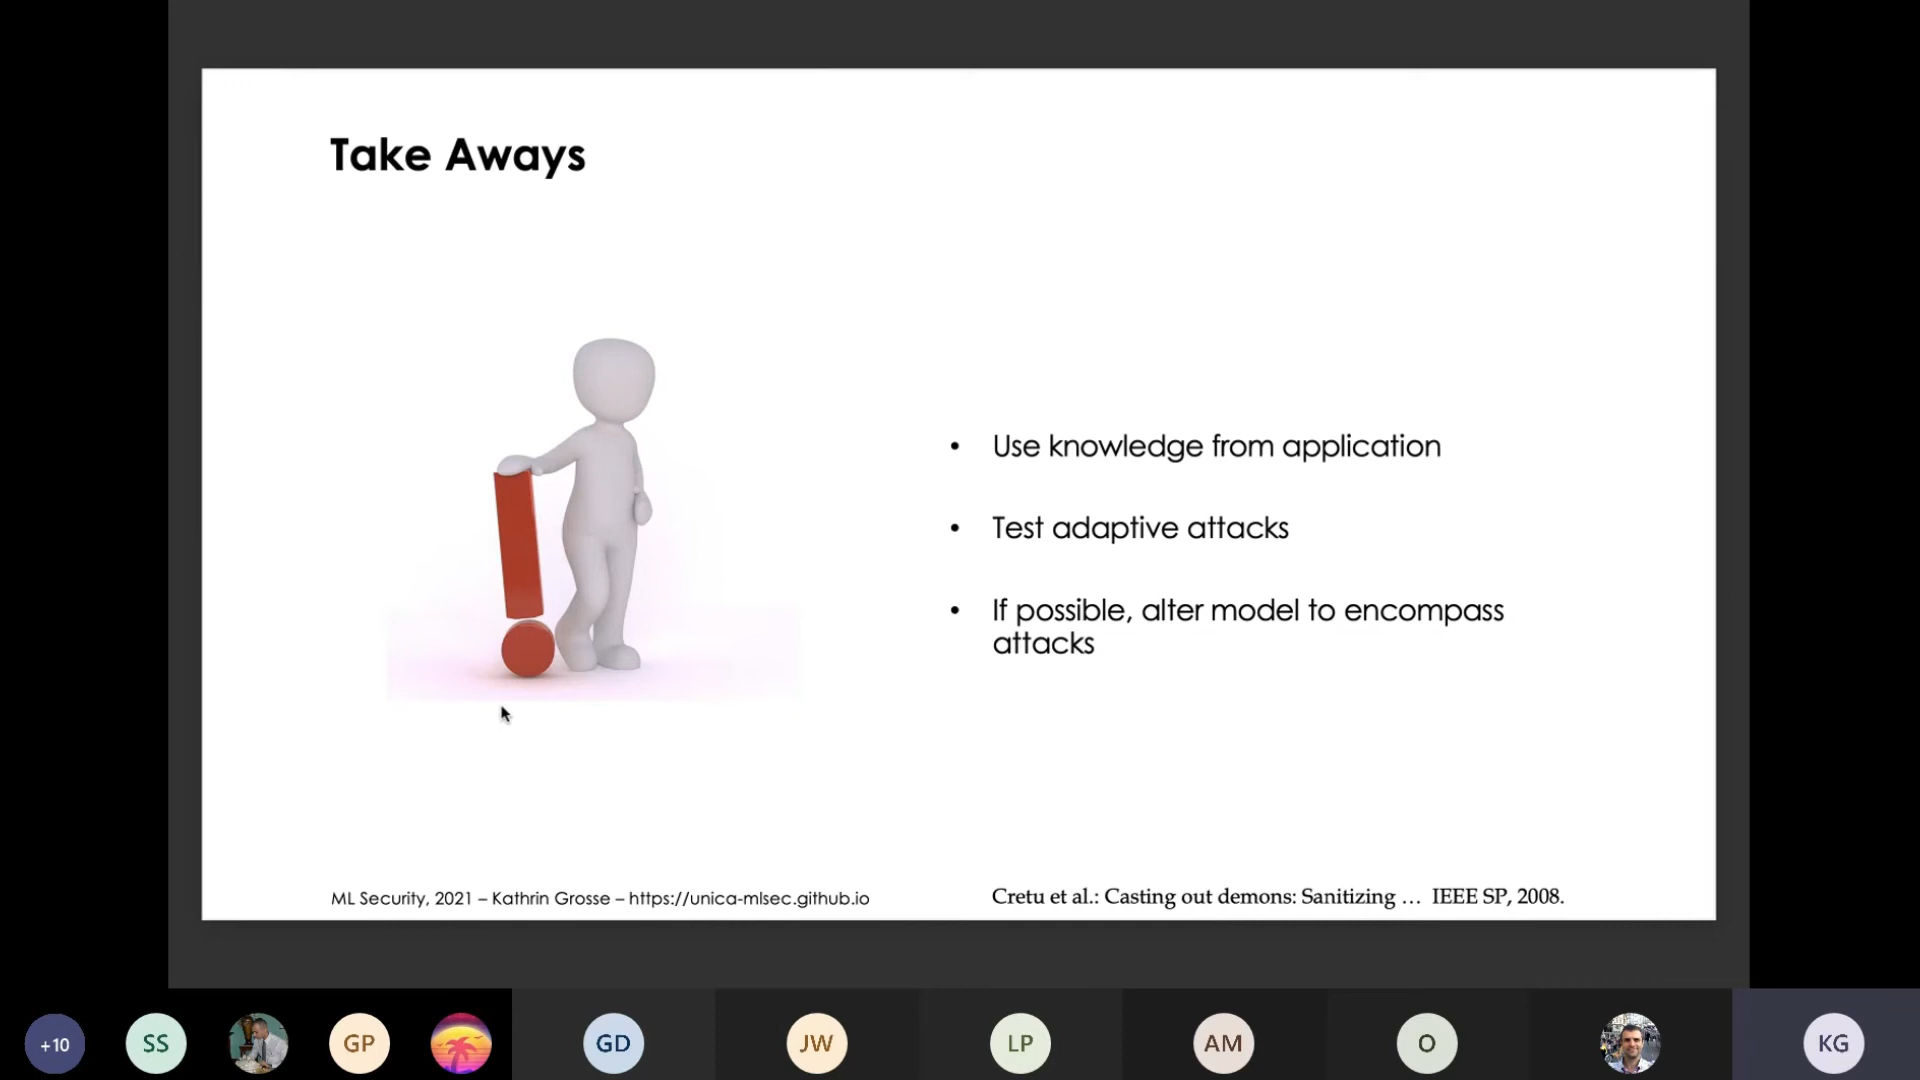 Take Aways
• Use knowledge from application
• Test adaptive attacks
• If possible, alter model to encompass
attacks
ML Security, 2021 – Kathrin Grosse – https://unica-mlsec.github.io
Cretu et al.: Casting out demons: Sanitizing … IEEE SP, 2008.
+10
SS
GP
GD
JW
LP
AM
O
KG